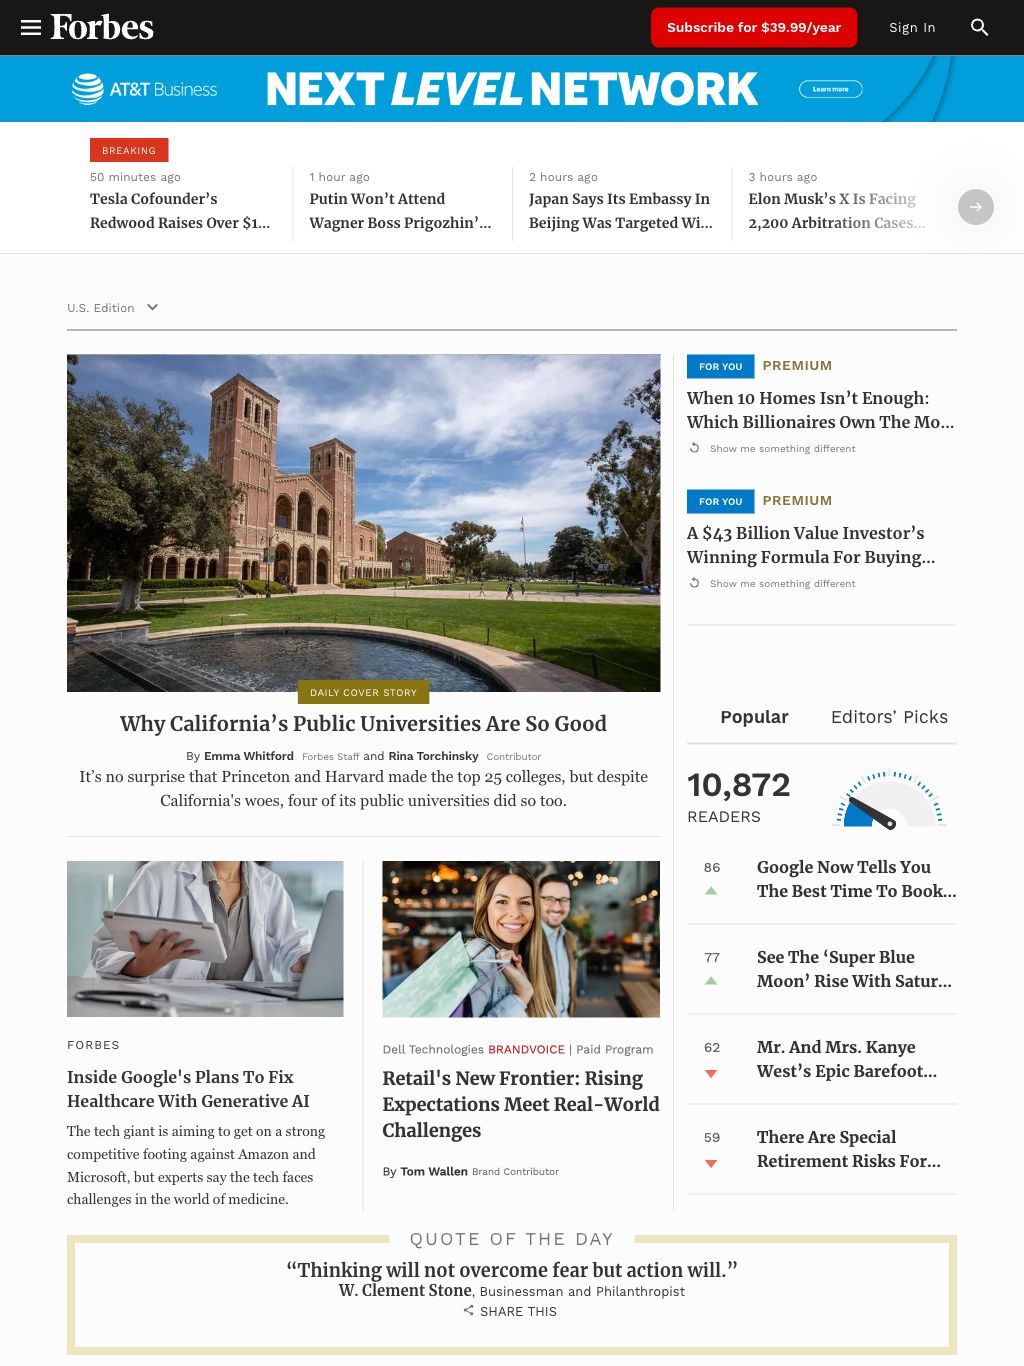 Forbes
Subscribe for $39.99/year
Sign In
AT&T Business
NEXT LEVEL NETWORK
Learn more
BREAKING
50 minutes ago
Tesla Cofounder’s
Redwood Raises Over $1...
1 hour ago
Putin Won’t Attend
Wagner Boss Prigozhin’...
2 hours ago
Japan Says Its Embassy In
Beijing Was Targeted Wi...
3 hours ago
Elon Musk’s X Is Facing
2,200 Arbitration Cases...
U.S. Edition
DAILY COVER STORY
Why California’s Public Universities Are So Good
By Emma Whitford Forbes Staff and Rina Torchinsky Contributor
It’s no surprise that Princeton and Harvard made the top 25 colleges, but despite
California's woes, four of its public universities did so too.
FORBES
Inside Google's Plans To Fix
Healthcare With Generative AI
The tech giant is aiming to get on a strong
competitive footing against Amazon and
Microsoft, but experts say the tech faces
challenges in the world of medicine.
Dell Technologies BRANDVOICE | Paid Program
Retail's New Frontier: Rising
Expectations Meet Real-World
Challenges
By Tom Wallen Brand Contributor
FOR YOU PREMIUM
When 10 Homes Isn’t Enough:
Which Billionaires Own The Mo...
Show me something different
FOR YOU PREMIUM
A $43 Billion Value Investor’s
Winning Formula For Buying...
Show me something different
Popular Editors’ Picks
10,872
READERS
86
Google Now Tells You
The Best Time To Book...
77
See The ‘Super Blue
Moon’ Rise With Satur...
62
Mr. And Mrs. Kanye
West’s Epic Barefoot...
59
There Are Special
Retirement Risks For...
QUOTE OF THE DAY
“Thinking will not overcome fear but action will.”
W. Clement Stone, Businessman and Philanthropist
SHARE THIS